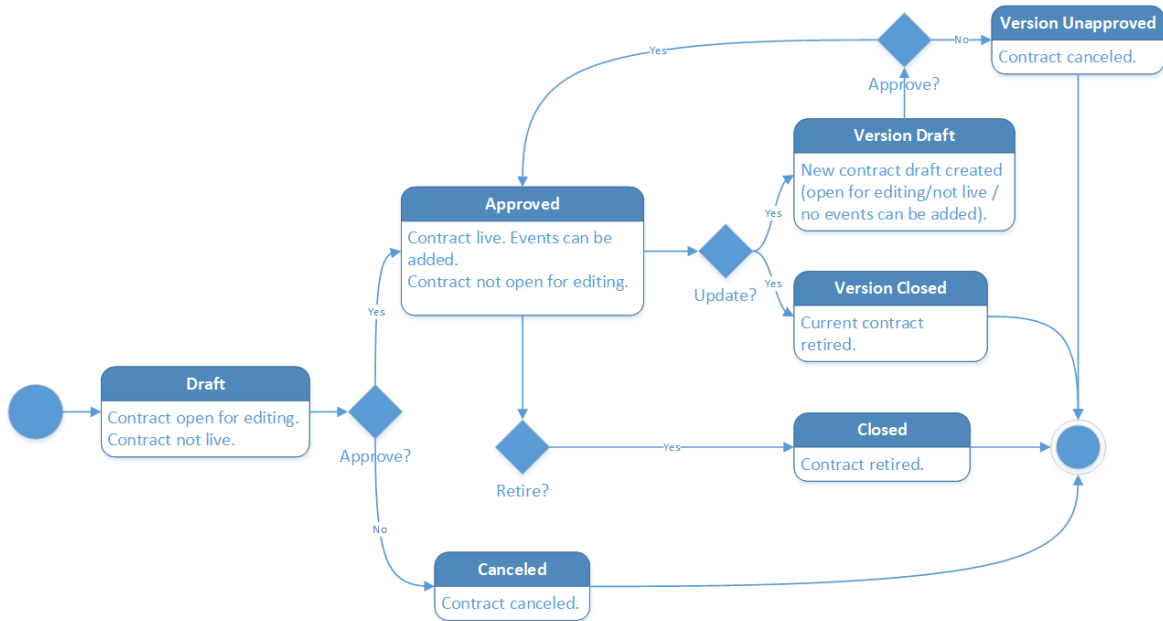 Version Unapproved
Contract canceled.
Yes
No
Approve?
Version Draft
New contract draft created
(open for editing/not live /
no events can be added).
Approved
Contract live. Events can be
added.
Contract not open for editing.
Yes
Update?
Yes
Version Closed
Current contract
retired.
Yes
Draft
Contract open for editing.
Contract not live.
Approve?
Closed
Contract retired.
Yes
Retire?
No
Canceled
Contract canceled.